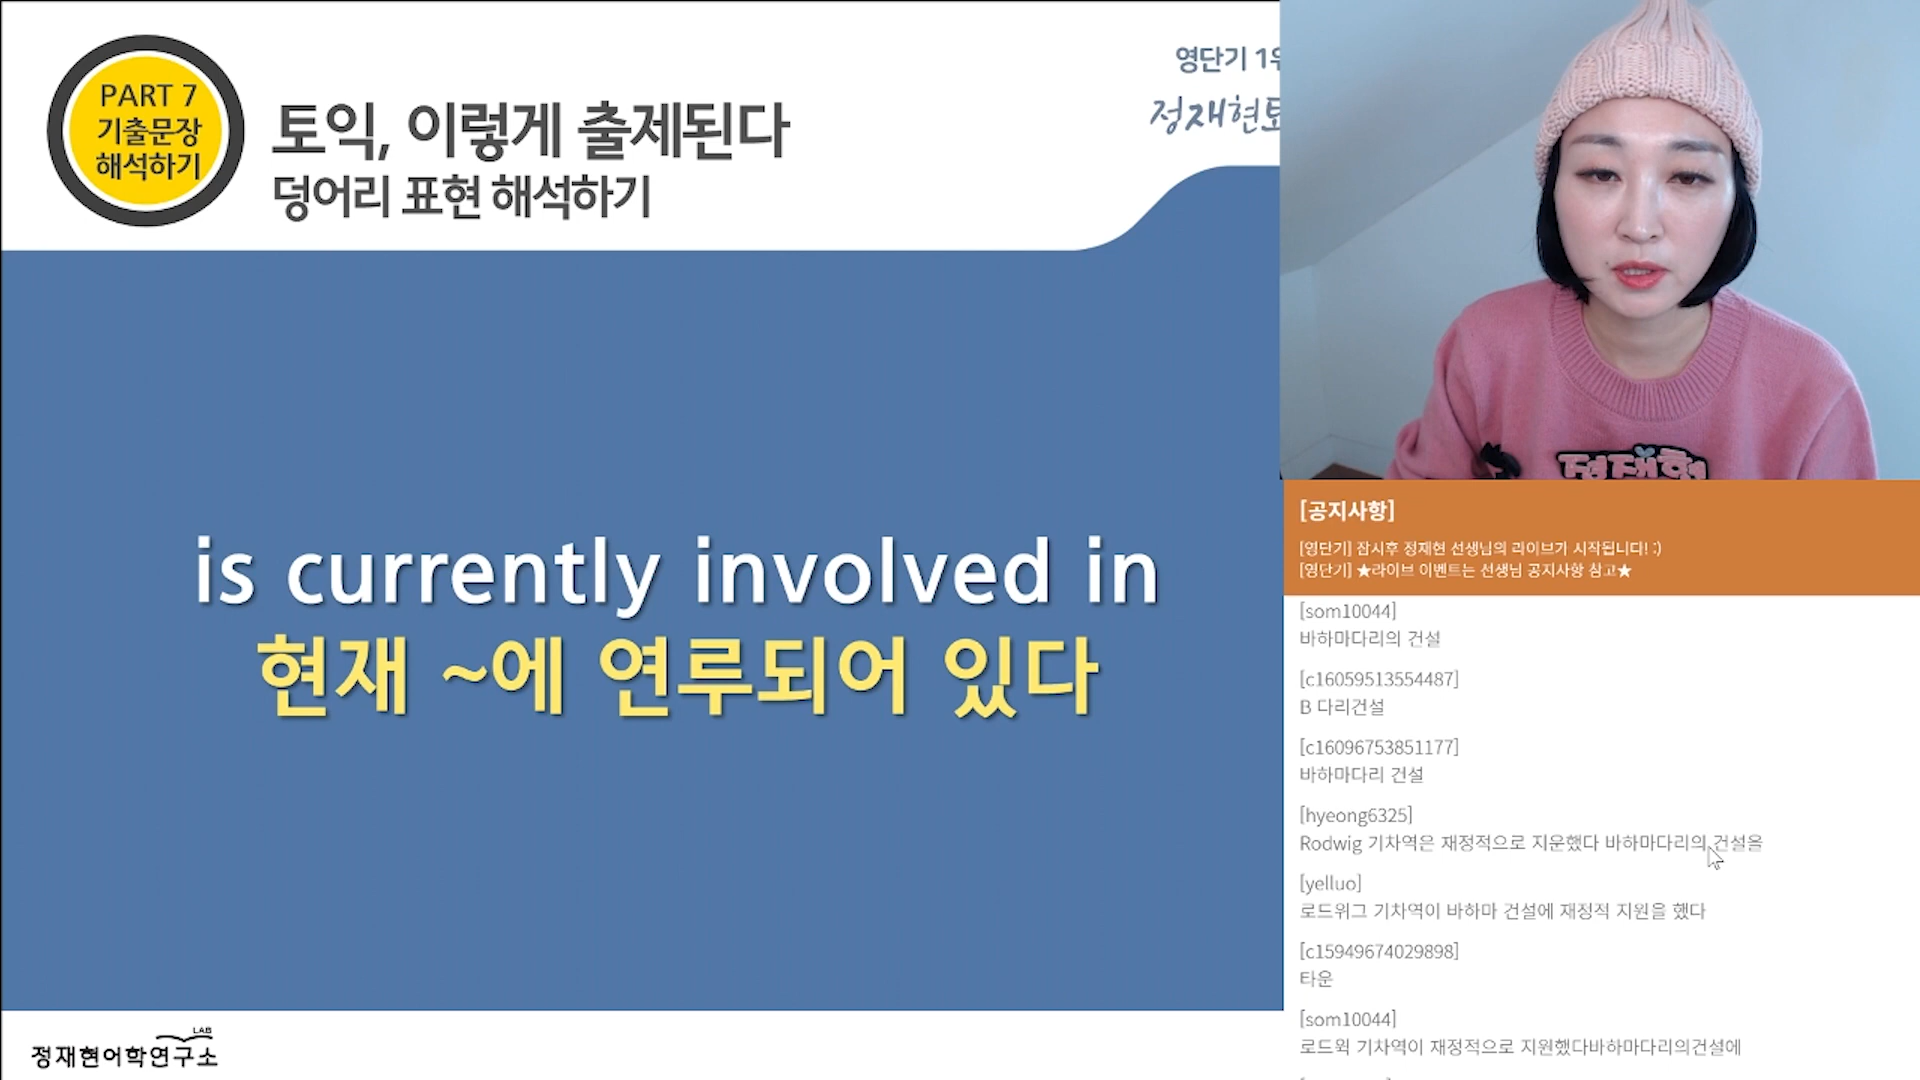 PART 7
기출문장
해석하기
토익, 이렇게 출제된다
덩어리 표현 해석하기
영단기 1위
정재현토
is currently involved in
현재 ~에 연루되어 있다
LAB
정재현어학연구소
정재현
[공지사항]
[영단기] 잠시후 정재현 선생님의 라이브가 시작됩니다! :)
[영단기] ★라이브 이벤트는 선생님 공지사항 참고★
[som10044]
바하마다리의 건설
[c16059513554487]
B 다리건설
[c16096753851177]
바하마다리 건설
[hyeong6325]
Rodwig 기차역은 재정적으로 지운했다 바하마다리의 건설을
[yelluo]
로드위그 기차역이 바하마 건설에 재정적 지원을 했다
[c15949674029898]
타운
[som10044]
로드윅 기차역이 재정적으로 지원했다바하마다리의건설에